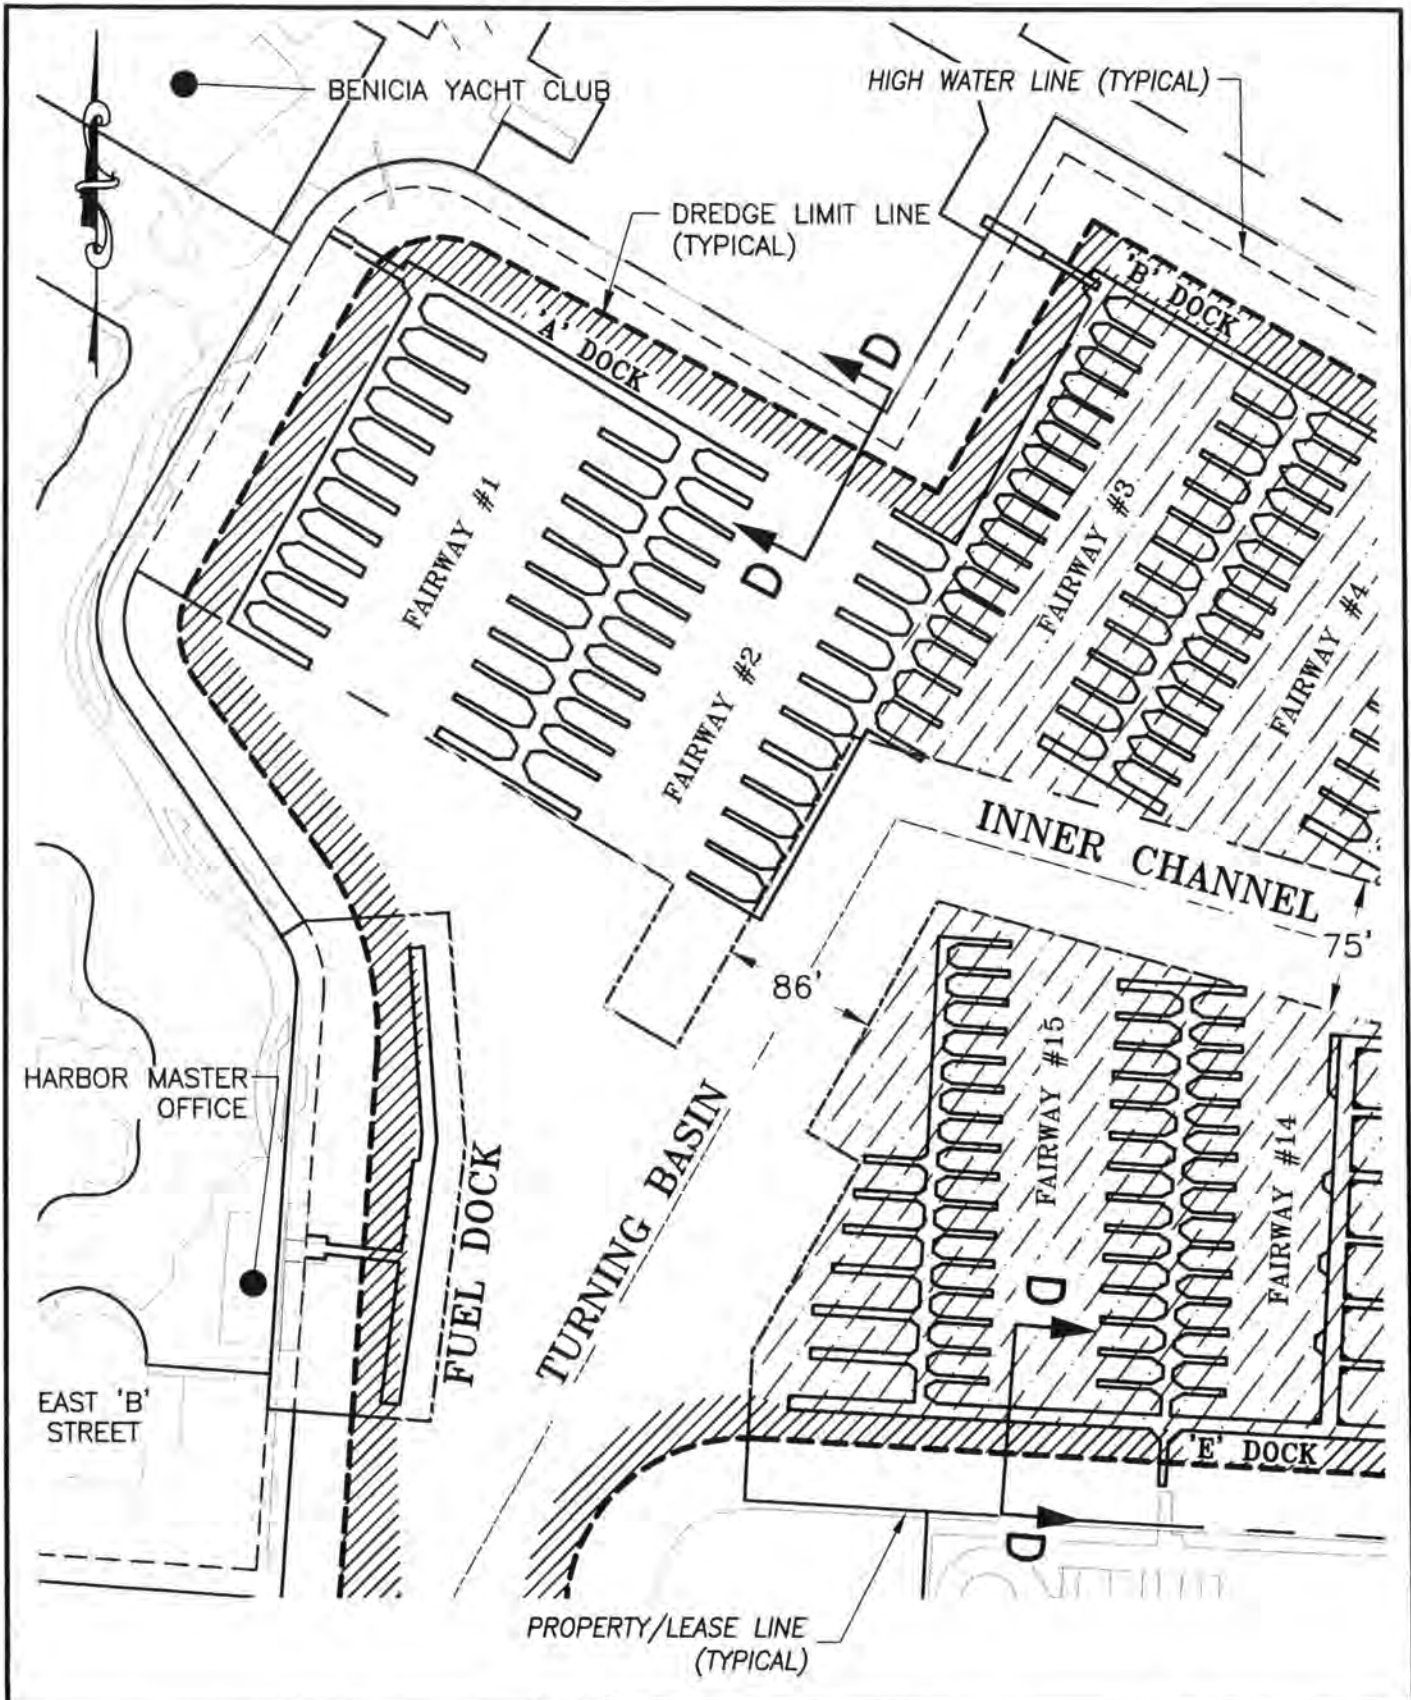 BENICIA YACHT CLUB
HIGH WATER LINE (TYPICAL)
DREDGE LIMIT LINE
(TYPICAL)
'A' DOCK
'B' DOCK
D
D
FAIRWAY #1
FAIRWAY #2
FAIRWAY #3
FAIRWAY #4
INNER CHANNEL
75'
86'
HARBOR MASTER
OFFICE
FUEL DOCK
TURNING BASIN
FAIRWAY #15
FAIRWAY #14
D
EAST 'B'
STREET
'E' DOCK
D
PROPERTY/LEASE LINE
(TYPICAL)